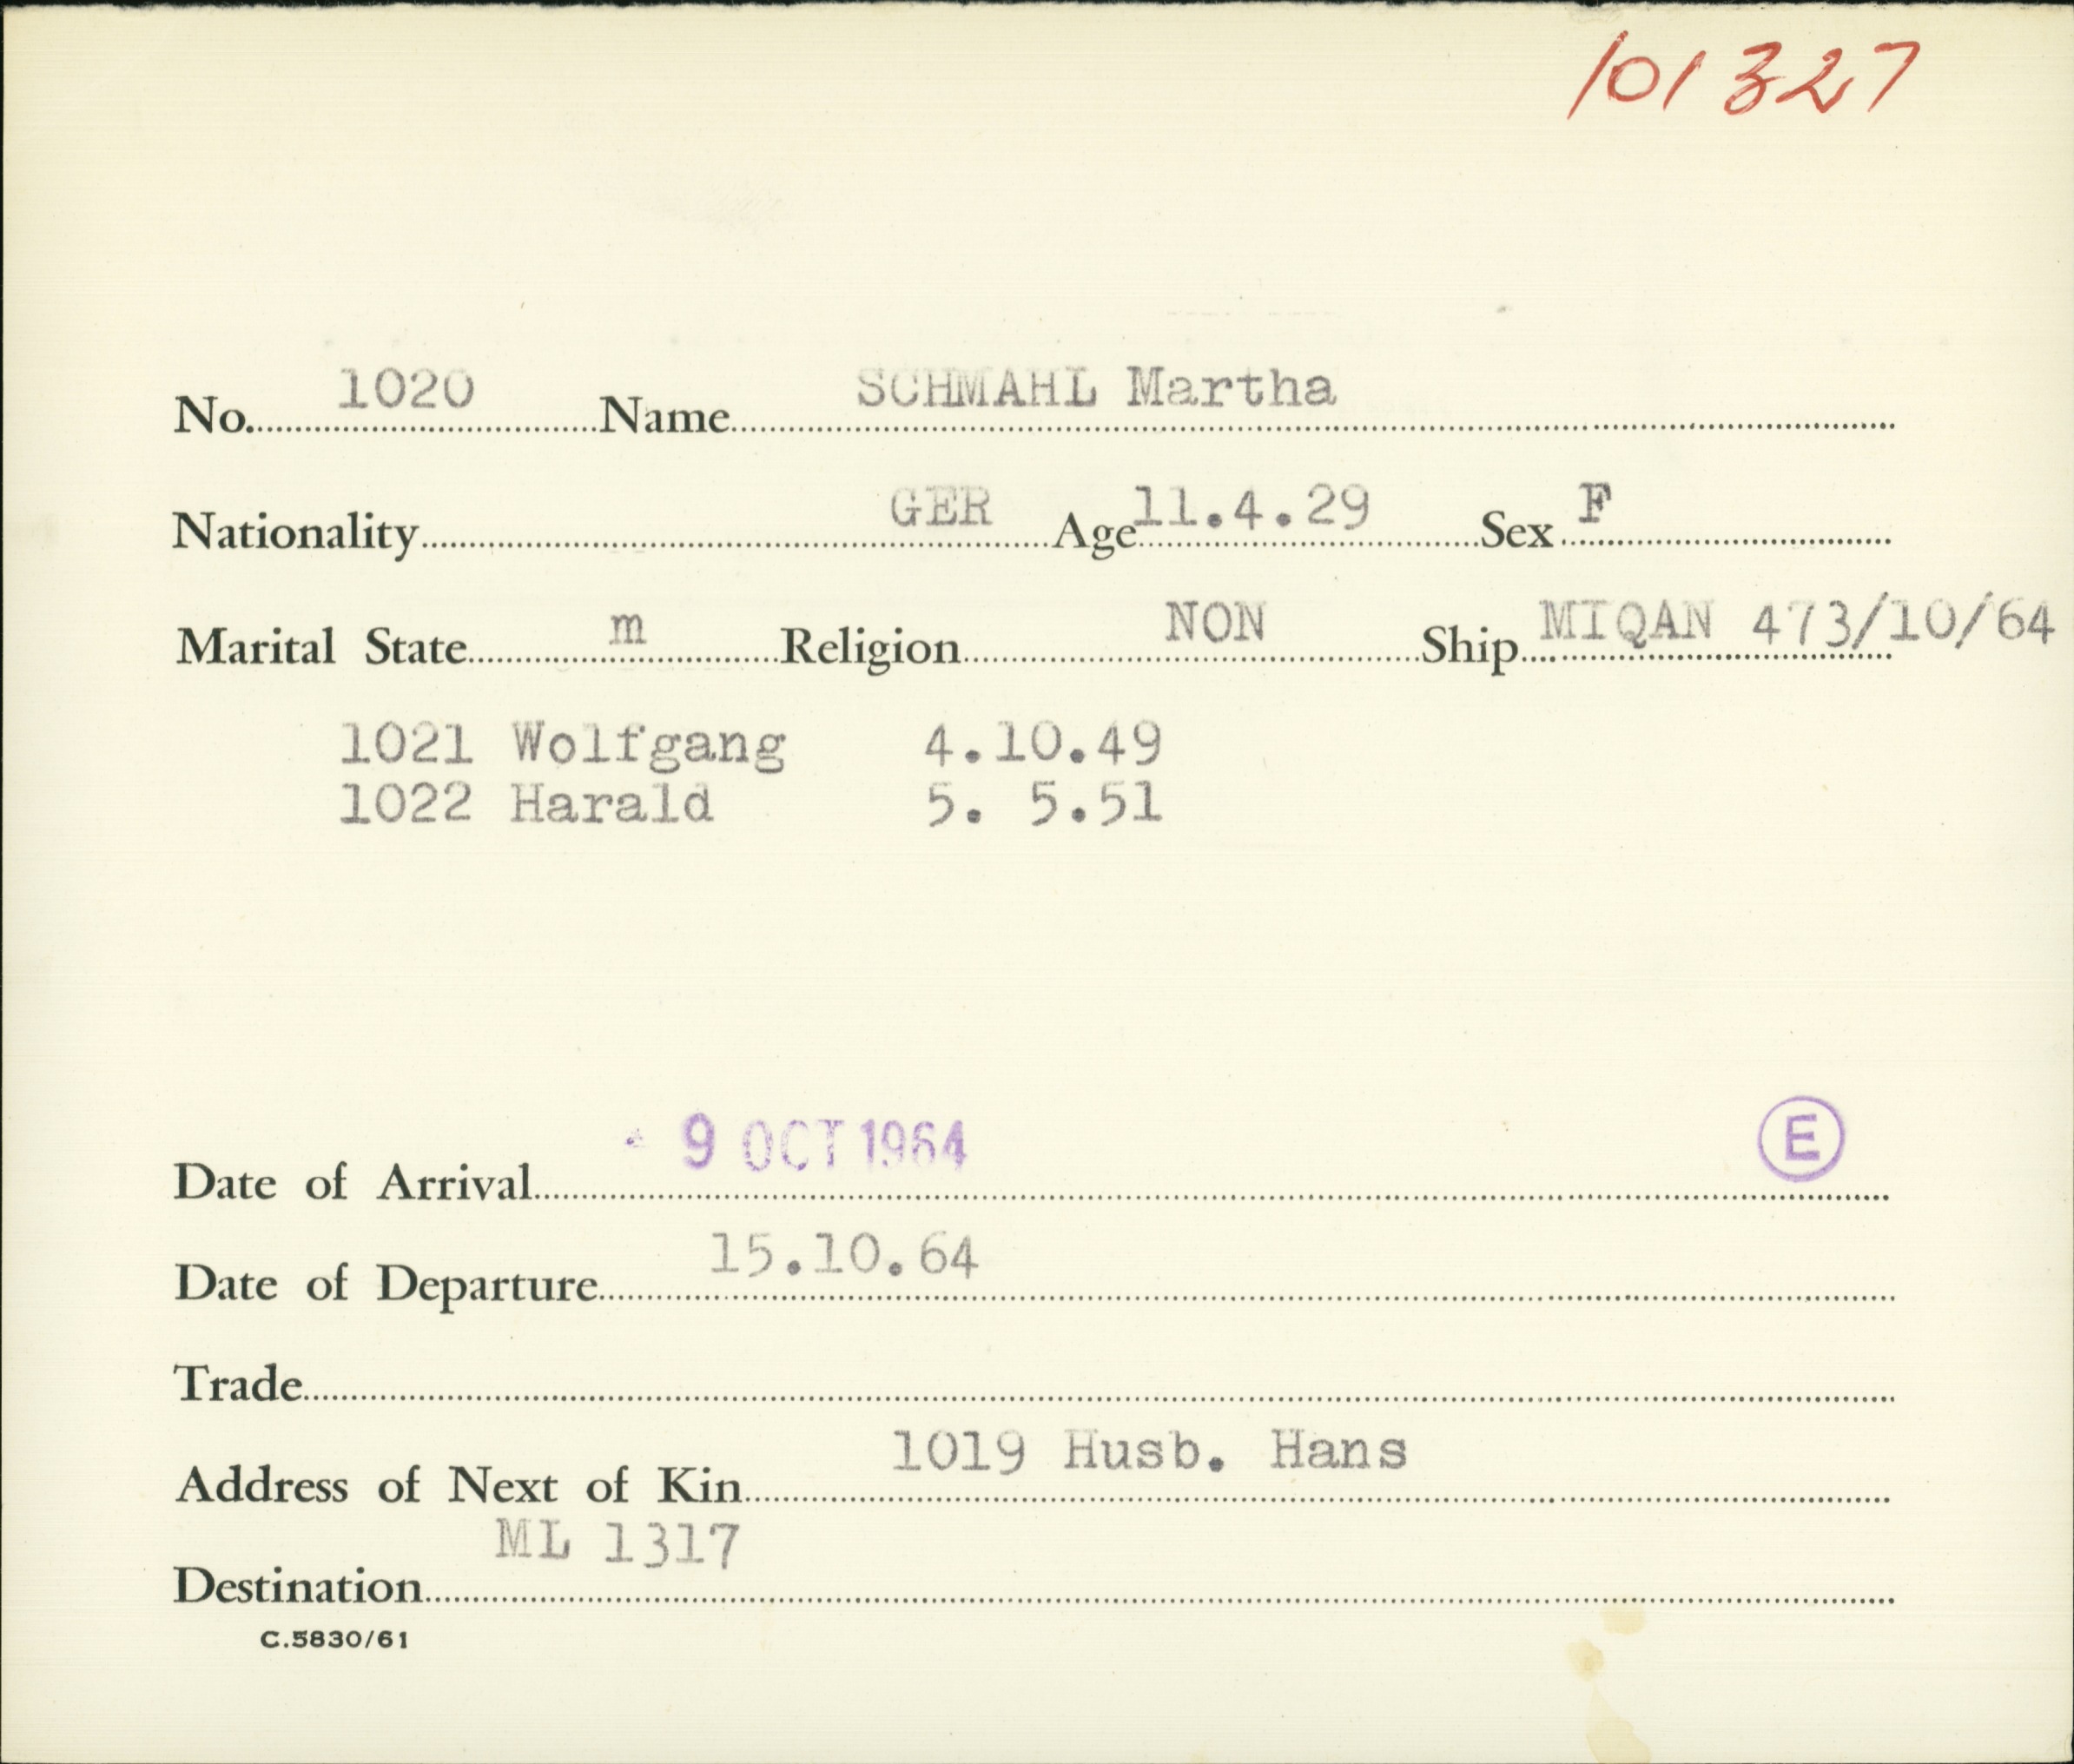 101327
No. 1020 Name SCHMAHL Martha
Nationality GER Age 11.4.29 Sex F
Marital State m Religion NON Ship MIQAN 473/10/64
1021 Wolfgang 4.10.49
1022 Harald 5. 5.51
Date of Arrival 9 OCT 1964 E
Date of Departure 15.10.64
Trade
Address of Next of Kin 1019 Husb. Hans
Destination ML 1317
C.5830/61